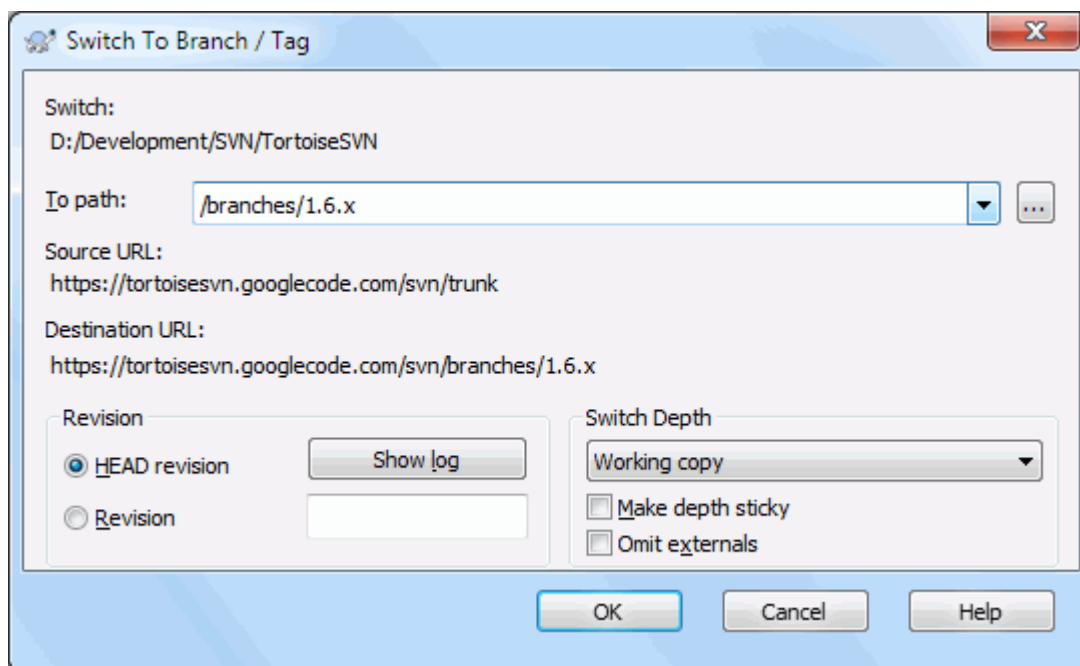 Switch To Branch / Tag
Switch:
D:/Development/SVN/TortoiseSVN
To path: /branches/1.6.x ...
Source URL:
https://tortoisesvn.googlecode.com/svn/trunk
Destination URL:
https://tortoisesvn.googlecode.com/svn/branches/1.6.x
Revision
HEAD revision Show log
Revision
Switch Depth
Working copy
Make depth sticky
Omit externals
OK Cancel Help